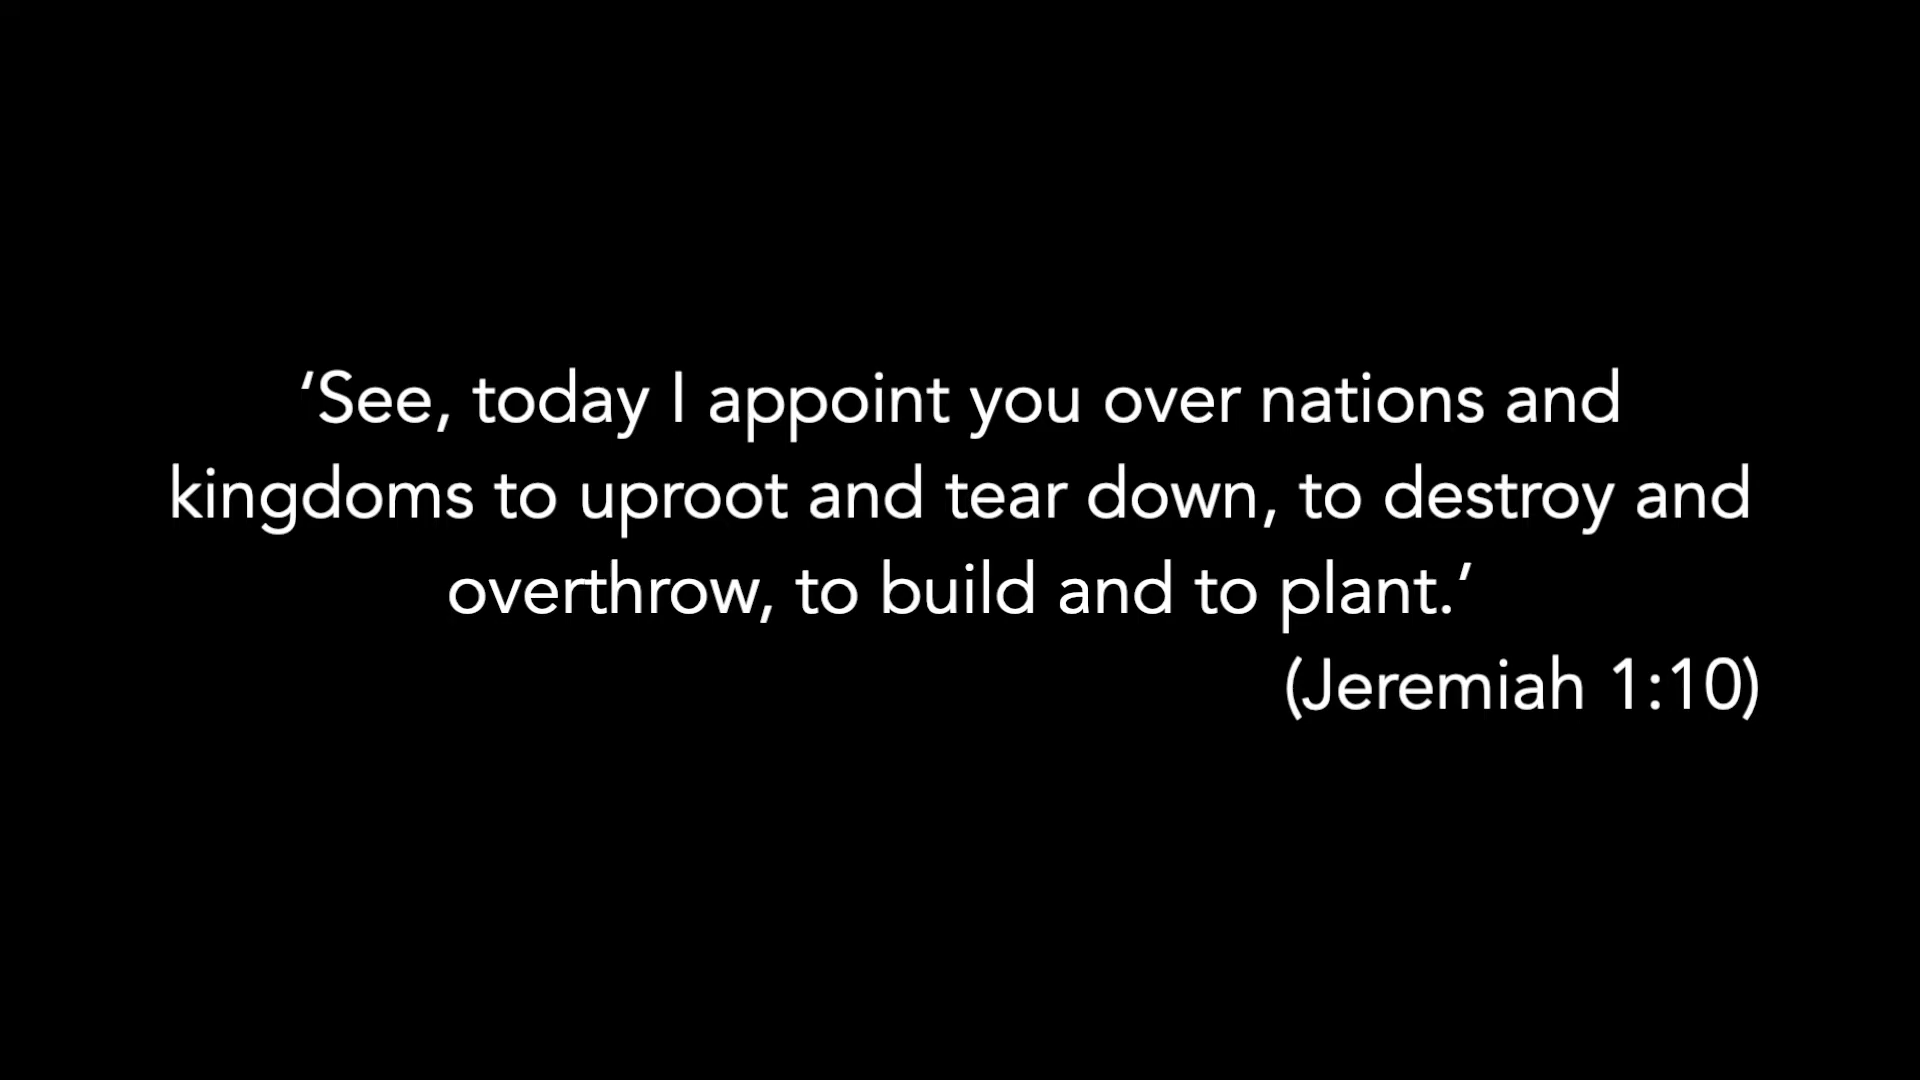 ‘See, today I appoint you over nations and
kingdoms to uproot and tear down, to destroy and
overthrow, to build and to plant.’
(Jeremiah 1:10)